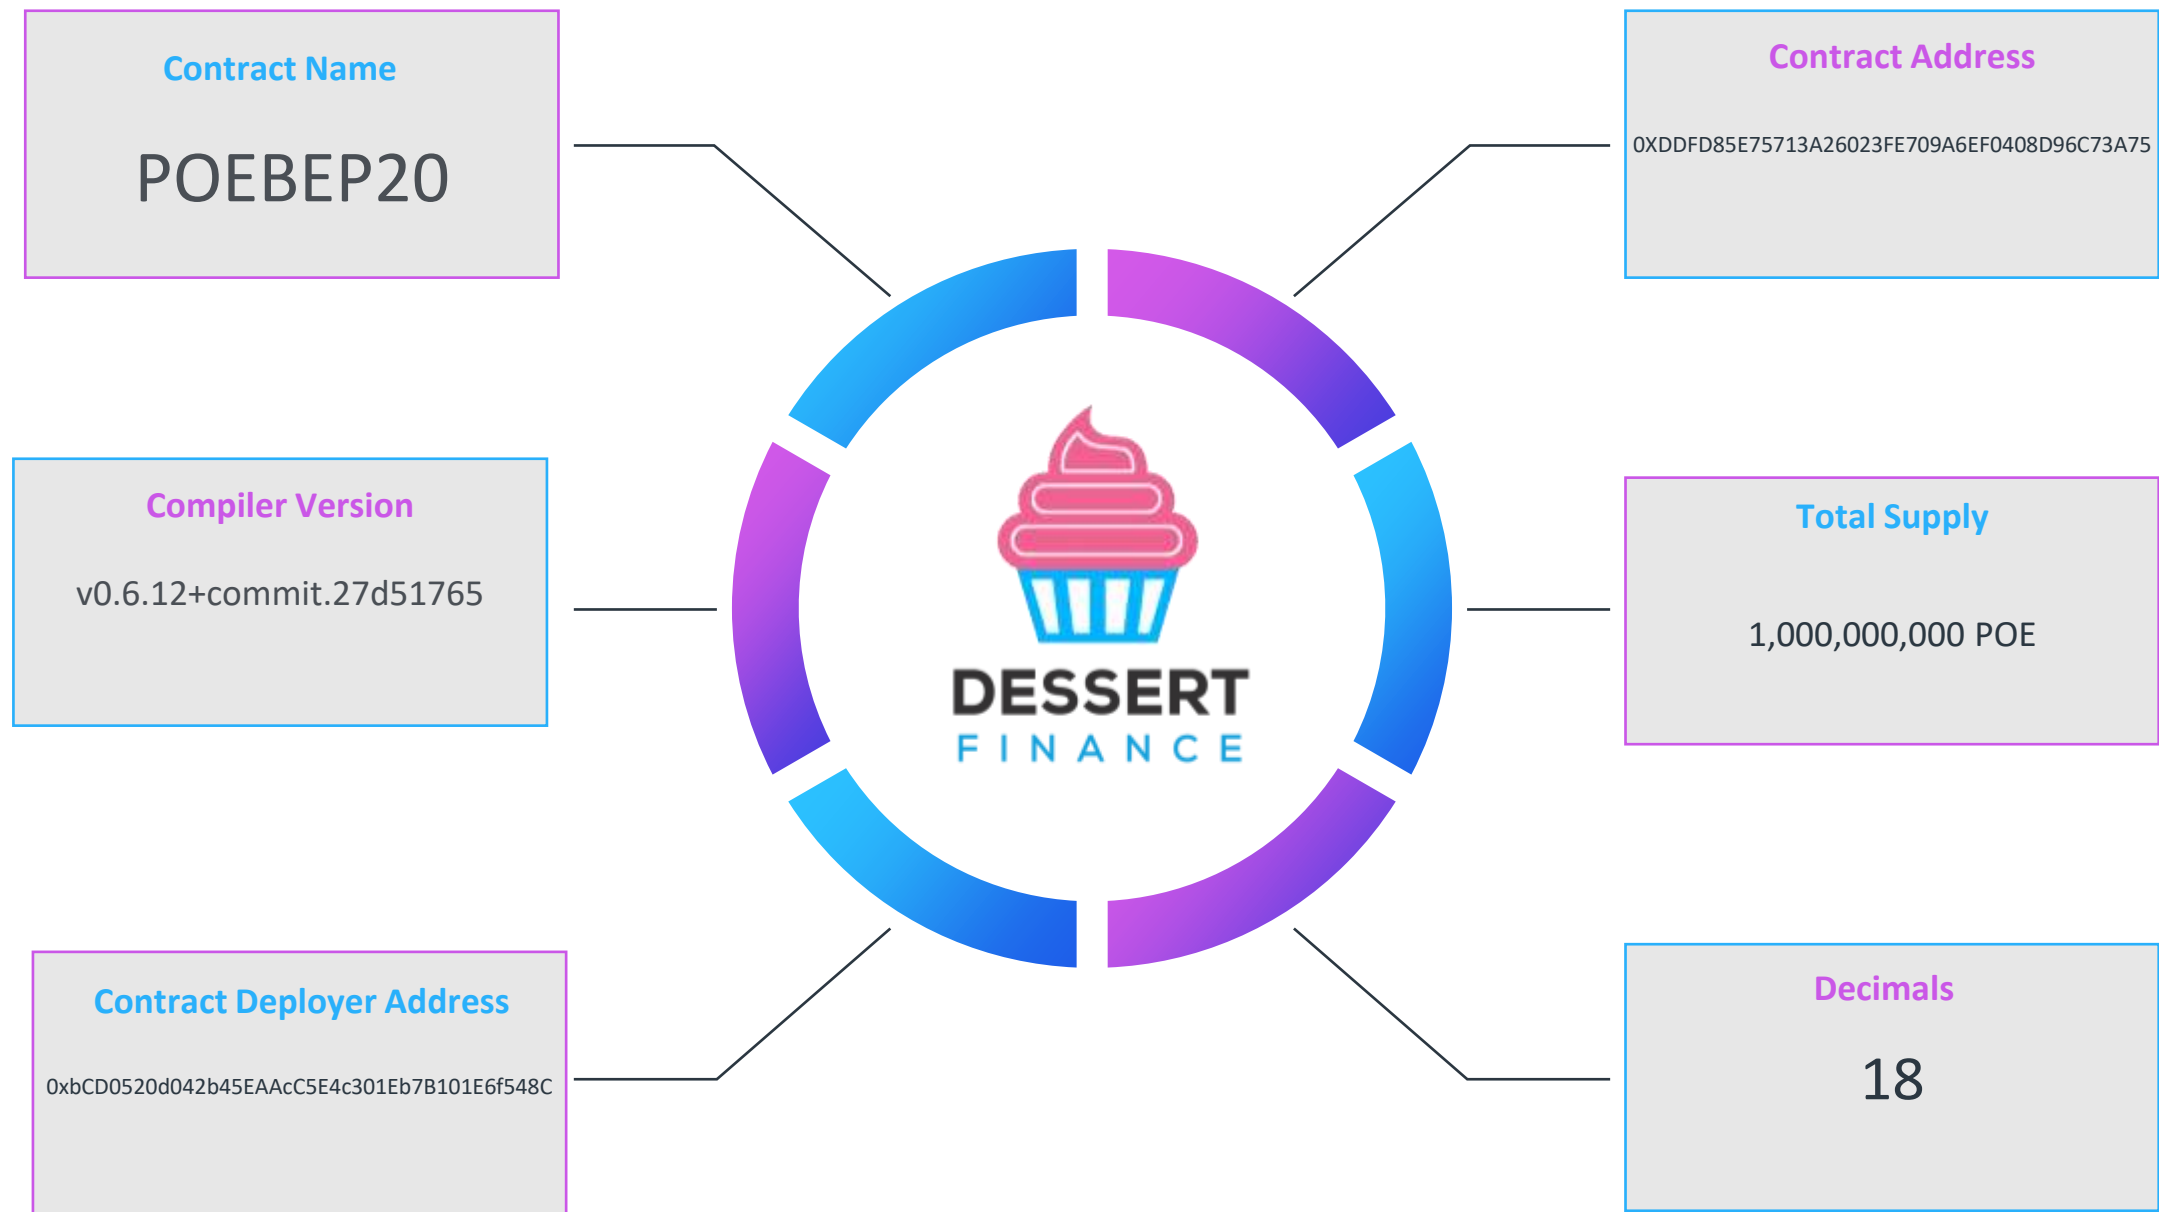 Contract Name
POEBEP20
Contract Address
0XDDFD85E75713A26023FE709A6EF0408D96C73A75
Compiler Version
v0.6.12+commit.27d51765
DESSERT
FINANCE
Total Supply
1,000,000,000 POE
Contract Deployer Address
0xbCD0520d042b45EAAcC5E4c301Eb7B101E6f548C
Decimals
18